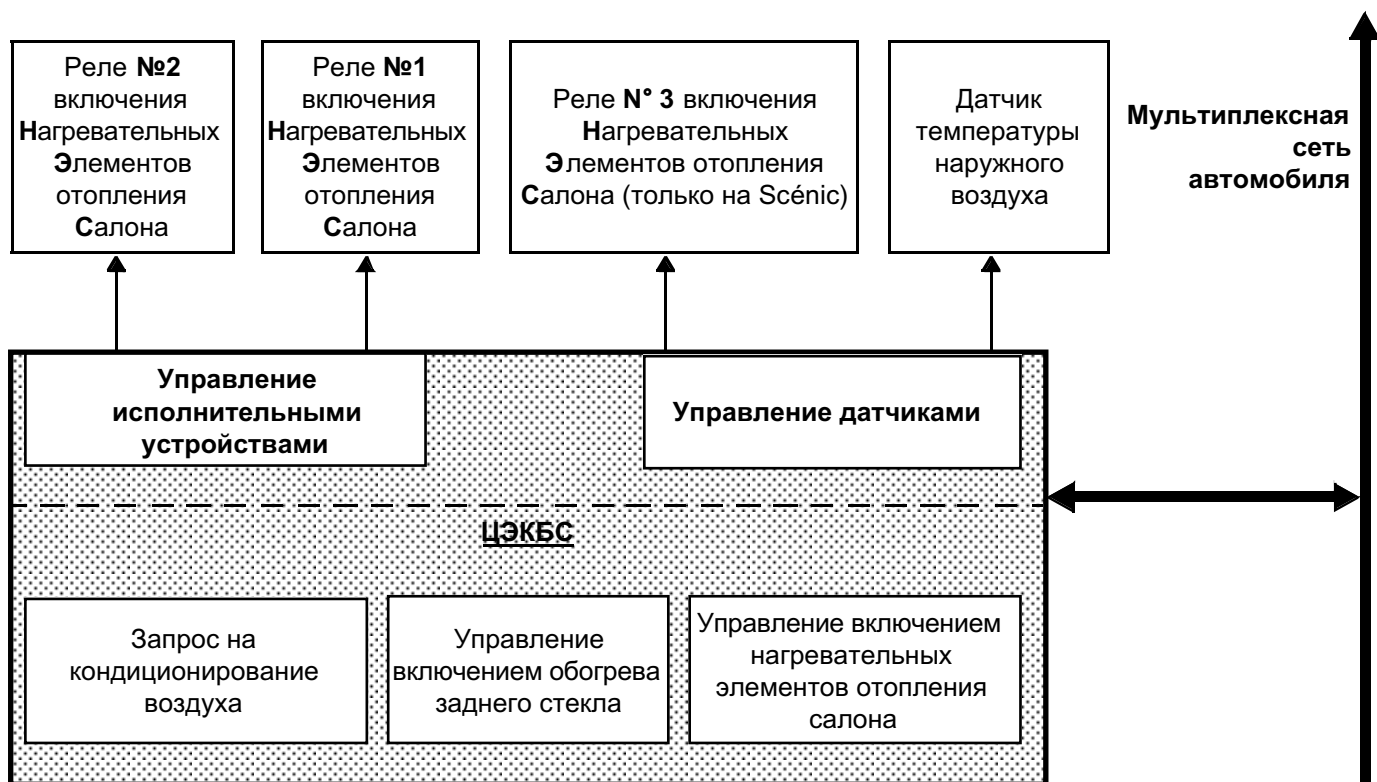 Реле №2
включения
Нагревательных
Элементов
отопления
Салона
Реле №1
включения
Нагревательных
Элементов
отопления
Салона
Реле N° 3 включения
Нагревательных
Элементов отопления
Салона (только на Scénic)
Датчик
температуры
наружного
воздуха
Мультиплексная
сеть
автомобиля
Управление
исполнительными
устройствами
Управление датчиками
ЦЭКБС
Запрос на
кондиционирование
воздуха
Управление
включением обогрева
заднего стекла
Управление включением
нагревательных
элементов отопления
салона